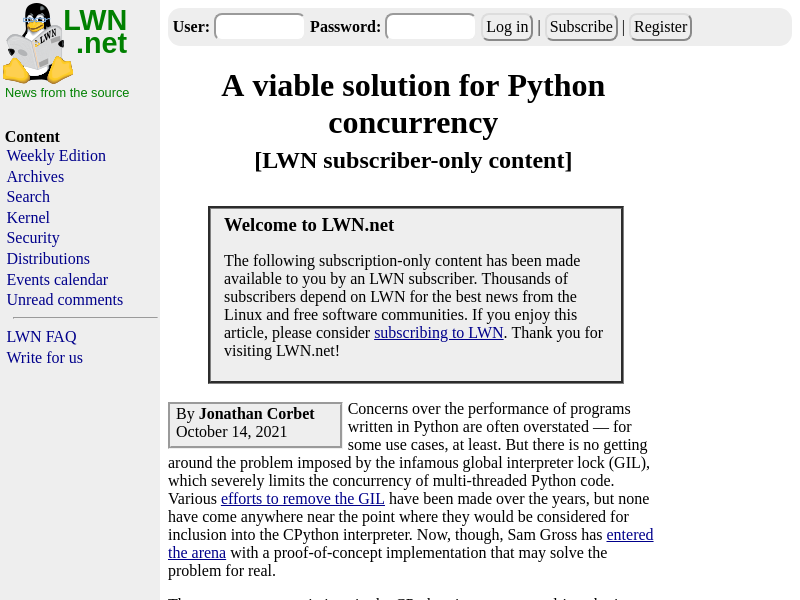 LWN
.net
News from the source
Content
Weekly Edition
Archives
Search
Kernel
Security
Distributions
Events calendar
Unread comments
LWN FAQ
Write for us
User: Password: Log in | Subscribe | Register
A viable solution for Python
concurrency
[LWN subscriber-only content]
Welcome to LWN.net
The following subscription-only content has been made
available to you by an LWN subscriber. Thousands of
subscribers depend on LWN for the best news from the
Linux and free software communities. If you enjoy this
article, please consider subscribing to LWN. Thank you for
visiting LWN.net!
By Jonathan Corbet
October 14, 2021
Concerns over the performance of programs
written in Python are often overstated — for
some use cases, at least. But there is no getting
around the problem imposed by the infamous global interpreter lock (GIL),
which severely limits the concurrency of multi-threaded Python code.
Various efforts to remove the GIL have been made over the years, but none
have come anywhere near the point where they would be considered for
inclusion into the CPython interpreter. Now, though, Sam Gross has entered
the arena with a proof-of-concept implementation that may solve the
problem for real.